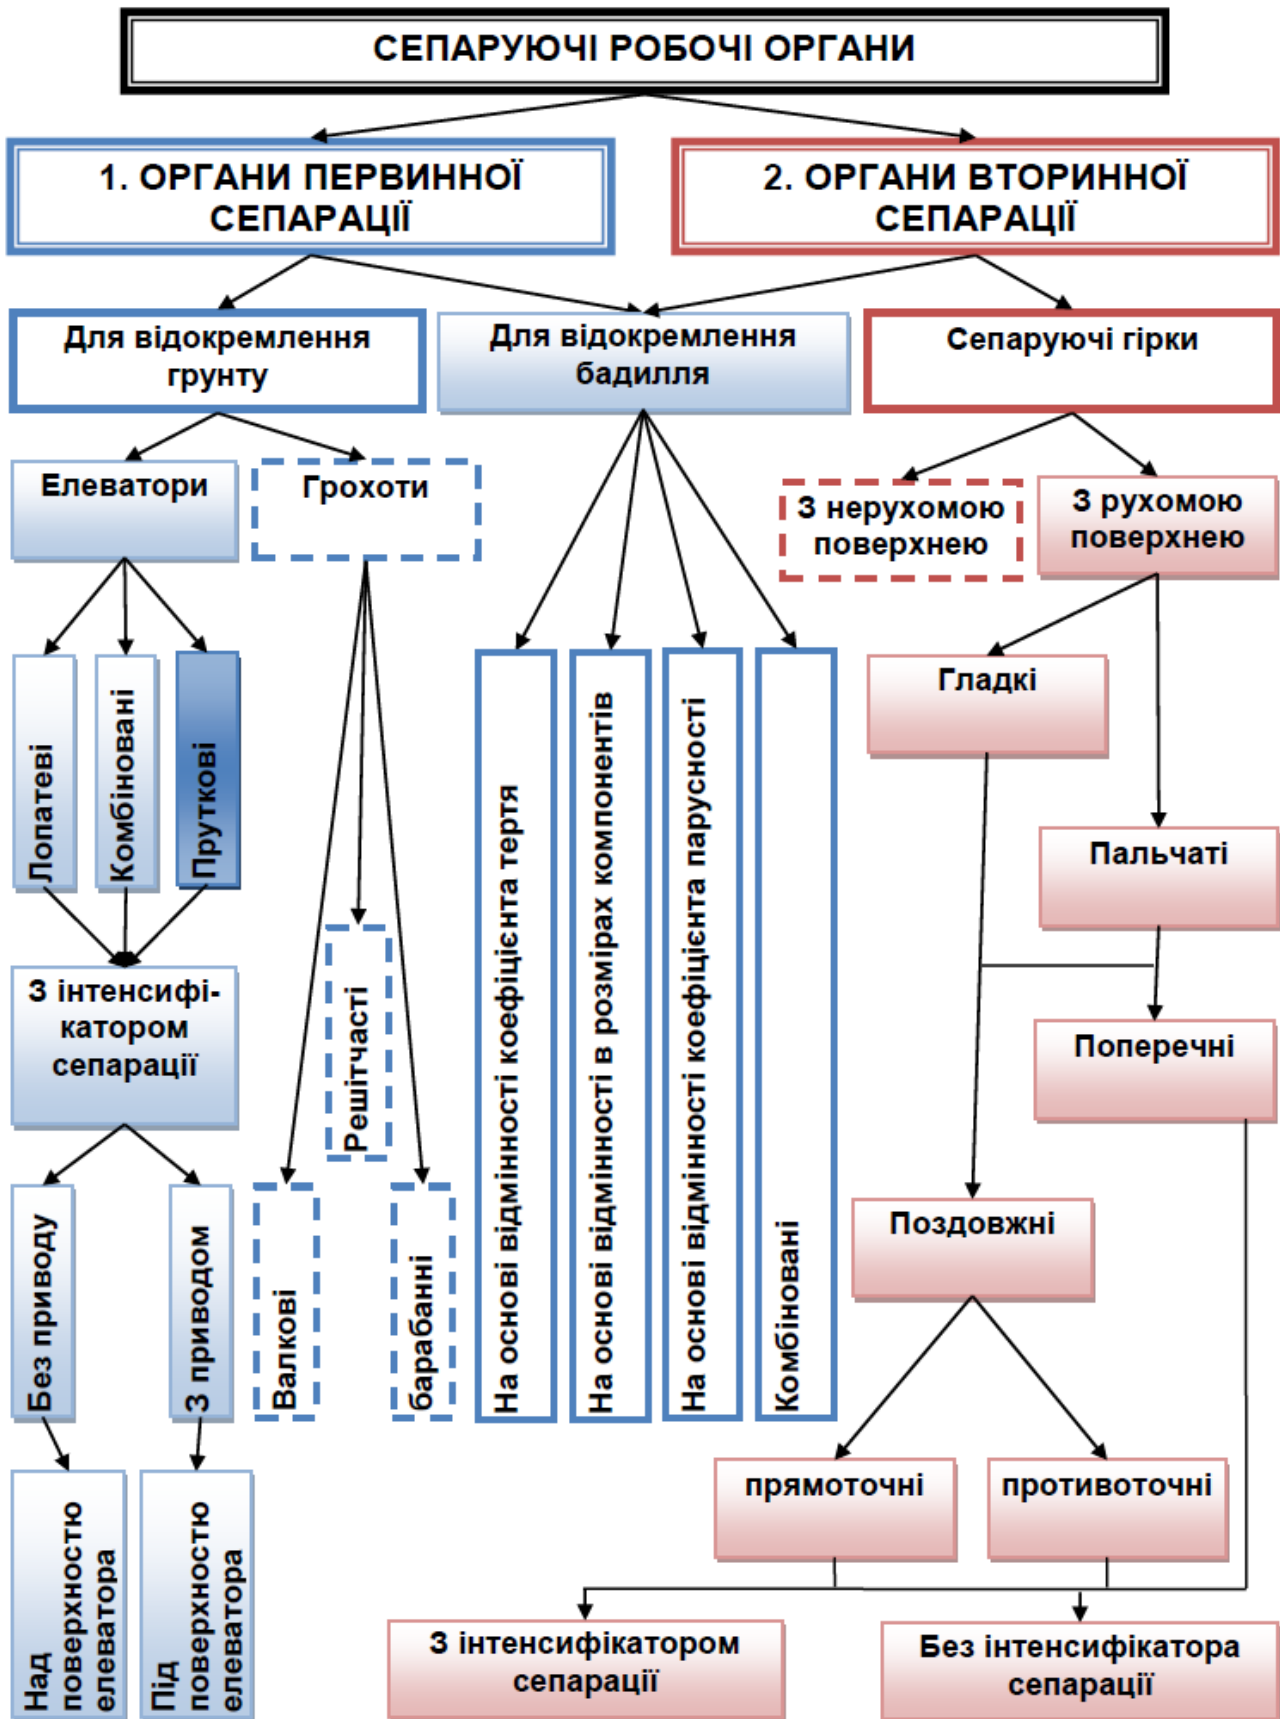 СЕПАРУЮЧІ РОБОЧІ ОРГАНИ
1. ОРГАНИ ПЕРВИННОЇ
СЕПАРАЦІЇ
2. ОРГАНИ ВТОРИННОЇ
СЕПАРАЦІЇ
Для відокремлення
грунту
Для відокремлення
бадилля
Сепаруючі гірки
Елеватори
Грохоти
З нерухомою
поверхнею
З рухомою
поверхнею
Лопатеві
Комбіновані
Пруткові
На основі відмінності коефіцієнта тертя
На основі відмінності в розмірах компонентів
На основі відмінності коефіцієнта парусності
Комбіновані
Гладкі
Пальчаті
З інтенсифі-
катором
сепарації
Решітчасті
Поперечні
Без приводу
З приводом
Валкові
барабанні
Поздовжні
прямоточні
противоточні
Над
поверхностю
елеватора
Під
поверхностю
елеватора
З інтенсифікатором
сепарації
Без інтенсифікатора
сепарації